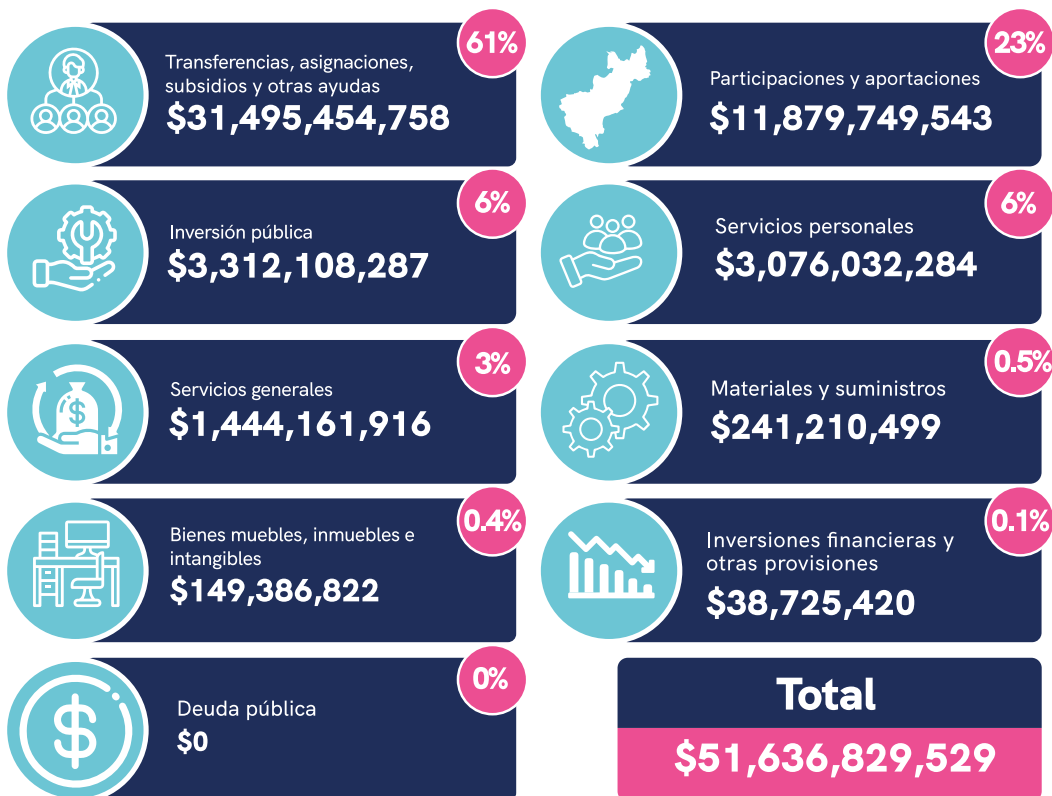 61%
Transferencias, asignaciones,
subsidios y otras ayudas
$31,495,454,758
23%
Participaciones y aportaciones
$11,879,749,543
6%
Inversión pública
$3,312,108,287
6%
Servicios personales
$3,076,032,284
3%
Servicios generales
$1,444,161,916
0.5%
Materiales y suministros
$241,210,499
0.4%
Bienes muebles, inmuebles e
intangibles
$149,386,822
0.1%
Inversiones financieras y
otras provisiones
$38,725,420
0%
Deuda pública
$0
Total
$51,636,829,529